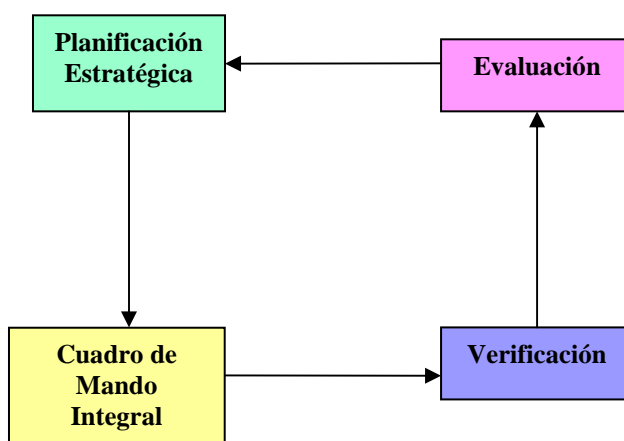 Planificación
Estratégica
Evaluación
Cuadro de
Mando
Integral
Verificación